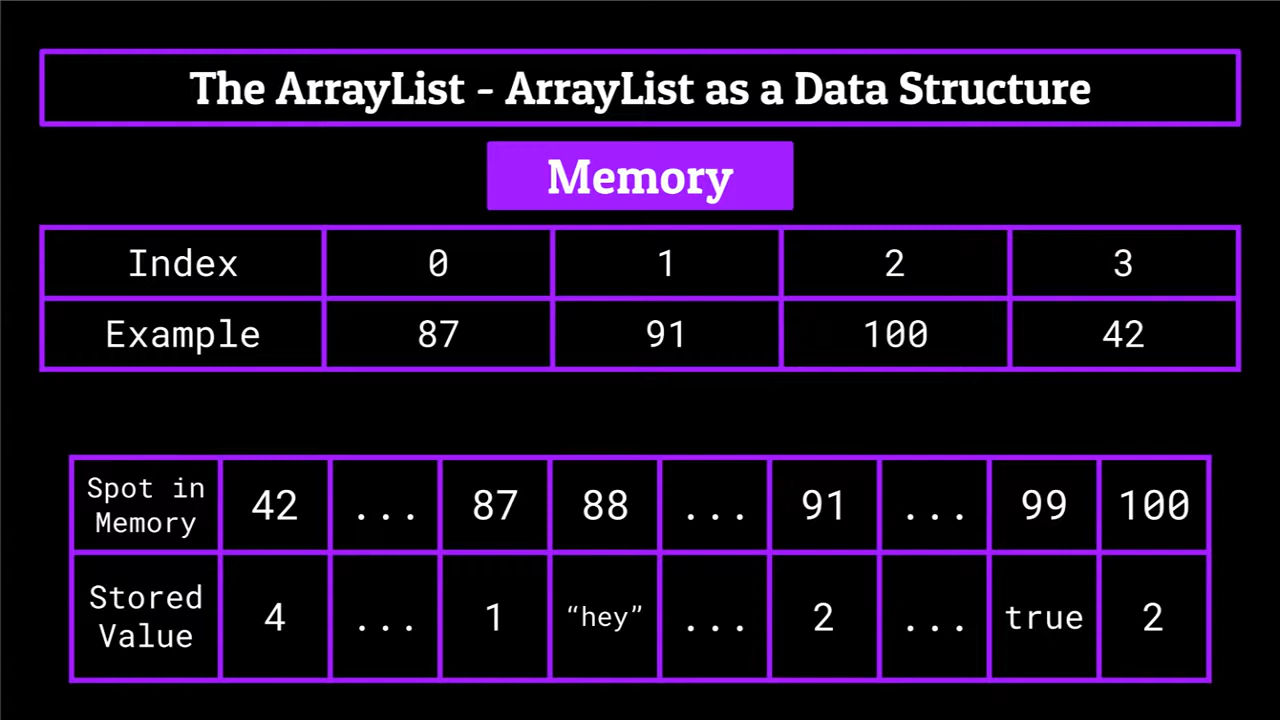 The ArrayList - ArrayList as a Data Structure
Memory
Index 0 1 2 3
Example 87 91 100 42
Spot in
Memory
42 ... 87 88 ... 91 ... 99 100
Stored
Value
4 ... 1 “hey” ... 2 ... true 2